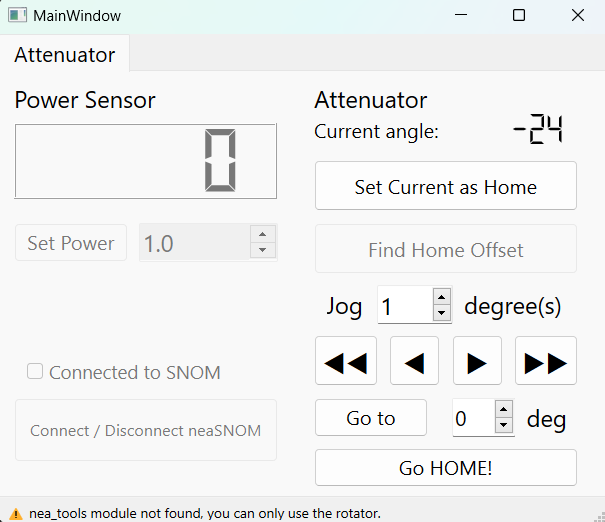 MainWindow
Attenuator
Power Sensor
0
Set Power
1.0
Connected to SNOM
Connect / Disconnect neaSNOM
Attenuator
Current angle:
-24
Set Current as Home
Find Home Offset
Jog 1 degree(s)
Go to 0 deg
Go HOME!
nea_tools module not found, you can only use the rotator.